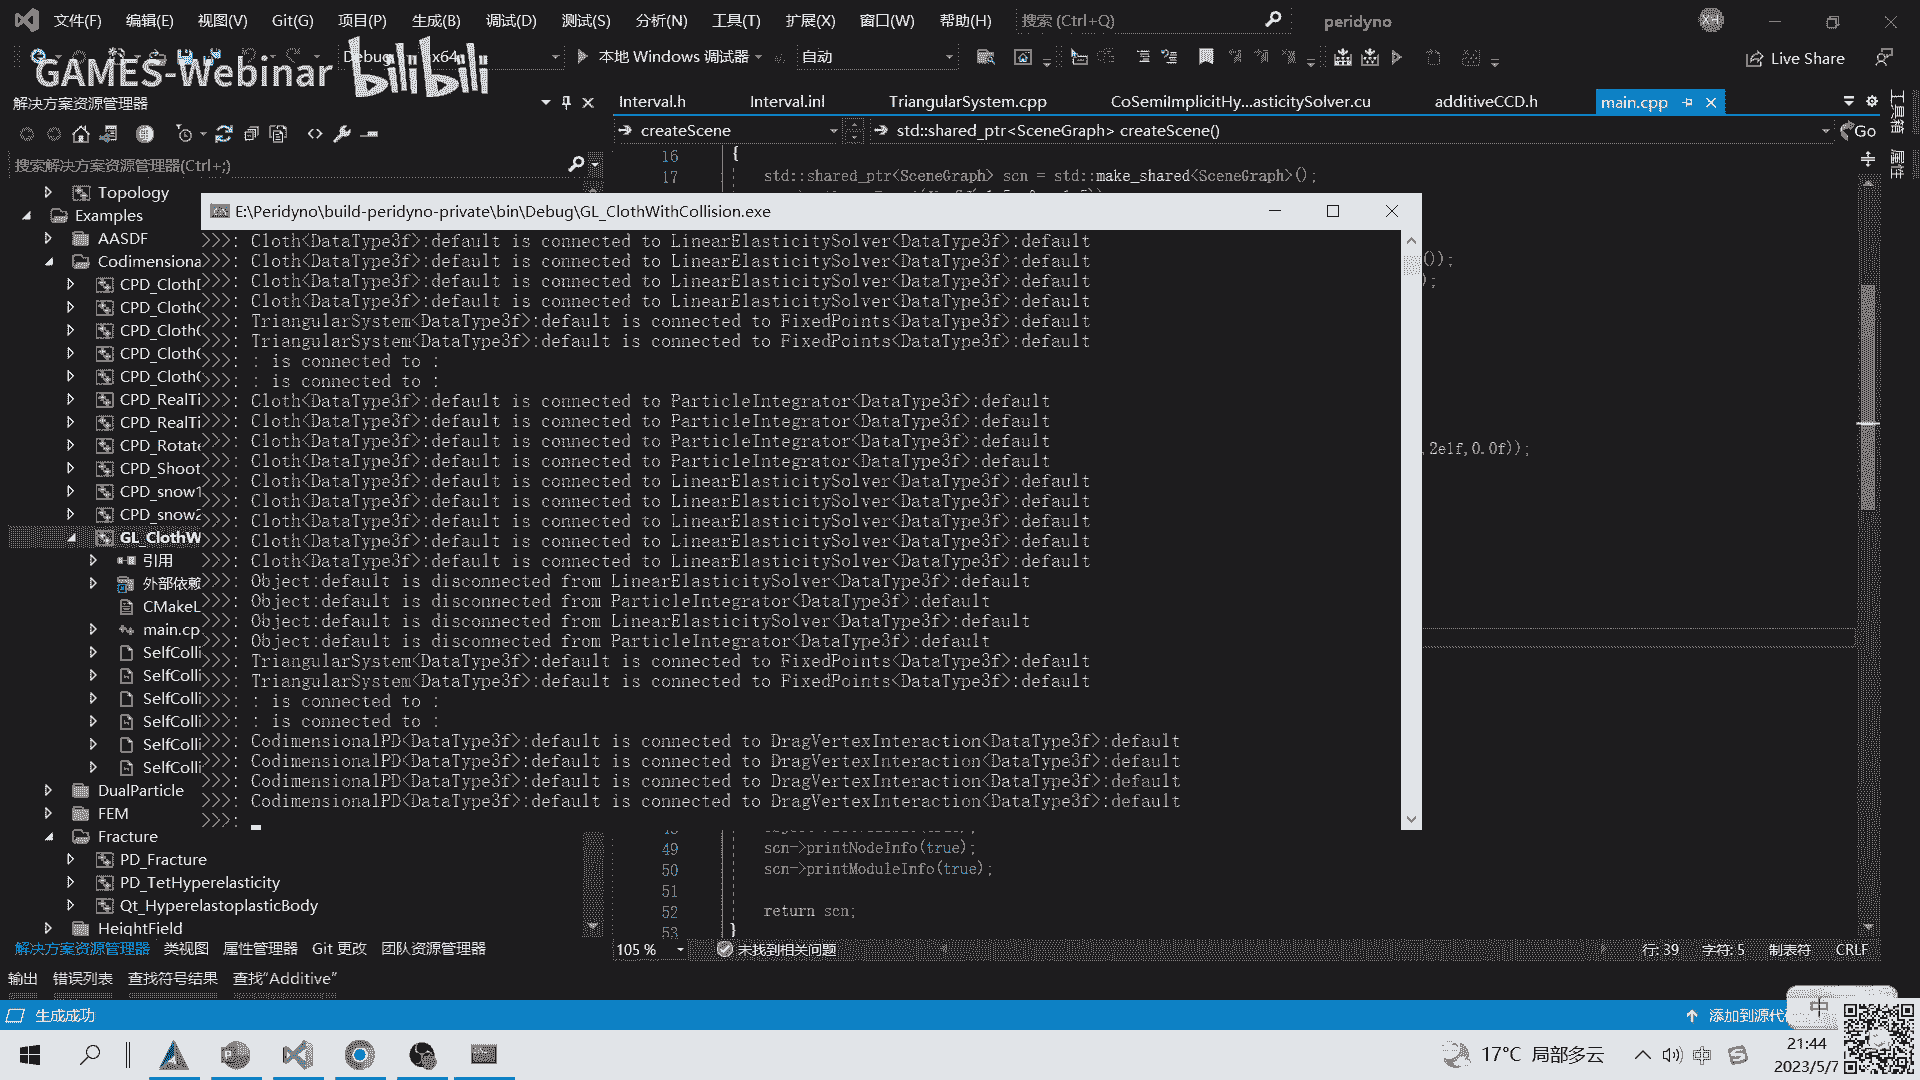 文件(F) 编辑(E) 视图(V) Git(G) 项目(P) 生成(B) 调试(D) 测试(S) 分析(N) 工具(T) 扩展(X) 窗口(W) 帮助(H) 搜索 (Ctrl+Q) peridyno XH
Debug x64 本地 Windows 调试器 自动 Live Share
GAMES-Webinar bilibili
解决方案资源管理器
Interval.h Interval.inl TriangularSystem.cpp CoSemiImplicitHy...asticitySolver.cu additiveCCD.h main.cpp
createScene std::shared_ptr<SceneGraph> createScene() Go
搜索解决方案资源管理器(Ctrl+;)
工具箱
属性
16 {
17 std::shared_ptr<SceneGraph> scn = std::make_shared<SceneGraph>();
());
);
,2e1f,0.0f));
Topology
Examples
AASDF
Codimensiona
CPD_Cloth
CPD_Cloth
CPD_Cloth
CPD_Cloth
CPD_Cloth
CPD_RealTi
CPD_RealTi
CPD_Rotate
CPD_Shoot
CPD_snow1
CPD_snow2
GL_ClothW
引用
外部依赖
CMakeL
main.cp
SelfColli
SelfColli
SelfColli
SelfColli
SelfColli
SelfColli
DualParticle
FEM
Fracture
PD_Fracture
PD_TetHyperelasticity
Qt_HyperelastoplasticBody
HeightField
E:\Peridyno\build-peridyno-private\bin\Debug\GL_ClothWithCollision.exe
>>>: Cloth<DataType3f>:default is connected to LinearElasticitySolver<DataType3f>:default
>>>: Cloth<DataType3f>:default is connected to LinearElasticitySolver<DataType3f>:default
>>>: Cloth<DataType3f>:default is connected to LinearElasticitySolver<DataType3f>:default
>>>: Cloth<DataType3f>:default is connected to LinearElasticitySolver<DataType3f>:default
>>>: TriangularSystem<DataType3f>:default is connected to FixedPoints<DataType3f>:default
>>>: TriangularSystem<DataType3f>:default is connected to FixedPoints<DataType3f>:default
>>>: : is connected to :
>>>: : is connected to :
>>>: Cloth<DataType3f>:default is connected to ParticleIntegrator<DataType3f>:default
>>>: Cloth<DataType3f>:default is connected to ParticleIntegrator<DataType3f>:default
>>>: Cloth<DataType3f>:default is connected to ParticleIntegrator<DataType3f>:default
>>>: Cloth<DataType3f>:default is connected to ParticleIntegrator<DataType3f>:default
>>>: Cloth<DataType3f>:default is connected to LinearElasticitySolver<DataType3f>:default
>>>: Cloth<DataType3f>:default is connected to LinearElasticitySolver<DataType3f>:default
>>>: Cloth<DataType3f>:default is connected to LinearElasticitySolver<DataType3f>:default
>>>: Cloth<DataType3f>:default is connected to LinearElasticitySolver<DataType3f>:default
>>>: Cloth<DataType3f>:default is connected to LinearElasticitySolver<DataType3f>:default
>>>: Object:default is disconnected from LinearElasticitySolver<DataType3f>:default
>>>: Object:default is disconnected from ParticleIntegrator<DataType3f>:default
>>>: Object:default is disconnected from LinearElasticitySolver<DataType3f>:default
>>>: Object:default is disconnected from ParticleIntegrator<DataType3f>:default
>>>: TriangularSystem<DataType3f>:default is connected to FixedPoints<DataType3f>:default
>>>: TriangularSystem<DataType3f>:default is connected to FixedPoints<DataType3f>:default
>>>: : is connected to :
>>>: : is connected to :
>>>: CodimensionalPD<DataType3f>:default is connected to DragVertexInteraction<DataType3f>:default
>>>: CodimensionalPD<DataType3f>:default is connected to DragVertexInteraction<DataType3f>:default
>>>: CodimensionalPD<DataType3f>:default is connected to DragVertexInteraction<DataType3f>:default
>>>: CodimensionalPD<DataType3f>:default is connected to DragVertexInteraction<DataType3f>:default
>>>:
49 scn->printNodeInfo(true);
50 scn->printModuleInfo(true);
51
52 return scn;
53 }
解决方案资源管理器 类视图 属性管理器 Git 更改 团队资源管理器
105 % 未找到相关问题 行: 39 字符: 5 制表符 CRLF
输出 错误列表 查找符号结果 查找"Additive"
生成成功 添加到源代码
中
17°C 局部多云 中 21:44
2023/5/7